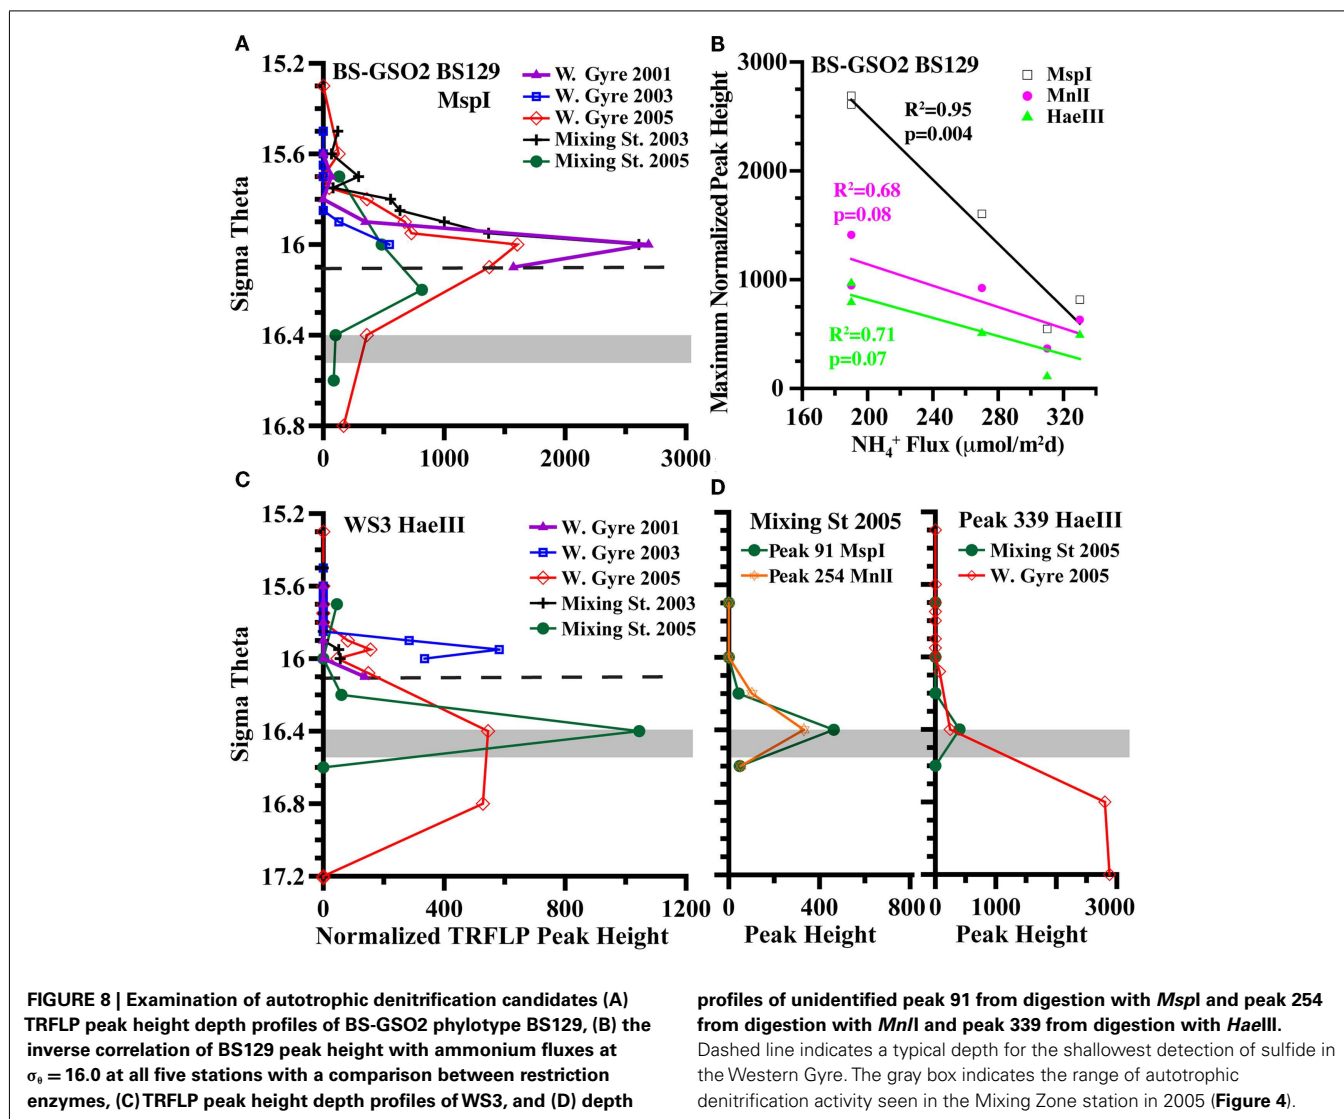 A
BS-GSO2 BS129
MspI
W. Gyre 2001
W. Gyre 2003
W. Gyre 2005
Mixing St. 2003
Mixing St. 2005
Sigma Theta
15.2
15.6
16
16.4
16.8
0
1000
2000
3000
B
BS-GSO2 BS129
MspI
MnlI
HaeIII
R²=0.95
p=0.004
R²=0.68
p=0.08
R²=0.71
p=0.07
Maximum Normalized Peak Height
3000
2000
1000
0
160
200
240
280
320
NH₄⁺ Flux (μmol/m²d)
C
WS3 HaeIII
W. Gyre 2001
W. Gyre 2003
W. Gyre 2005
Mixing St. 2003
Mixing St. 2005
Sigma Theta
15.2
15.6
16
16.4
16.8
17.2
0
400
800
1200
Normalized TRFLP Peak Height
D
Mixing St 2005
Peak 91 MspI
Peak 254 MnlI
0
400
800
Peak Height
Peak 339 HaeIII
Mixing St 2005
W. Gyre 2005
0
1000
3000
Peak Height
FIGURE 8 | Examination of autotrophic denitrification candidates (A)
TRFLP peak height depth profiles of BS-GSO2 phylotype BS129, (B) the
inverse correlation of BS129 peak height with ammonium fluxes at
σθ = 16.0 at all five stations with a comparison between restriction
enzymes, (C) TRFLP peak height depth profiles of WS3, and (D) depth
profiles of unidentified peak 91 from digestion with MspI and peak 254
from digestion with MnlI and peak 339 from digestion with HaeIII.
Dashed line indicates a typical depth for the shallowest detection of sulfide in
the Western Gyre. The gray box indicates the range of autotrophic
denitrification activity seen in the Mixing Zone station in 2005 (Figure 4).